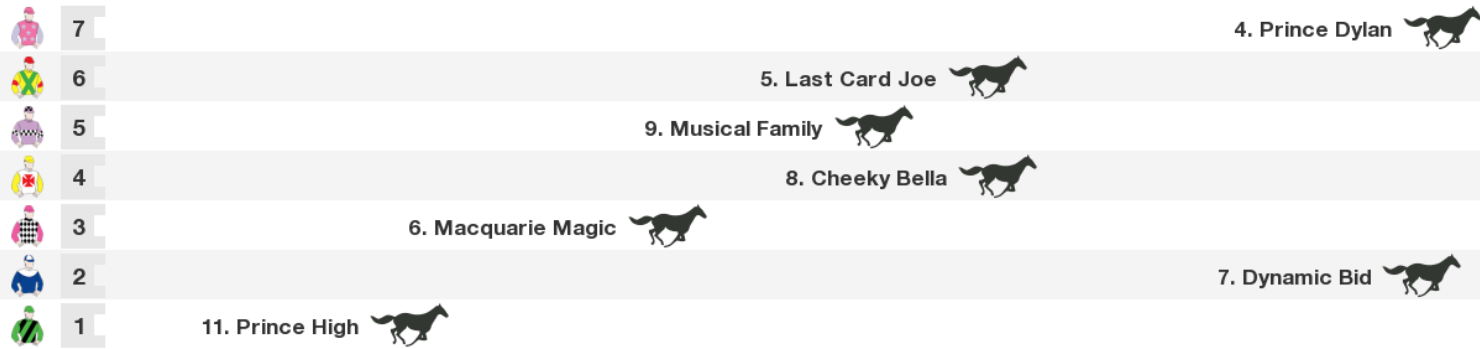 7 4. Prince Dylan
6 5. Last Card Joe
5 9. Musical Family
4 8. Cheeky Bella
3 6. Macquarie Magic
2 7. Dynamic Bid
1 11. Prince High